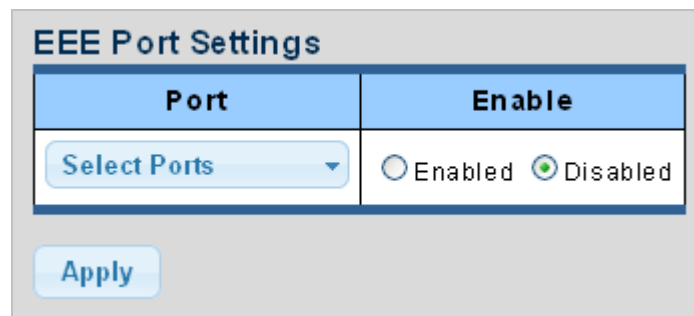 EEE Port Settings
Port Enable
Select Ports Enabled Disabled
Apply